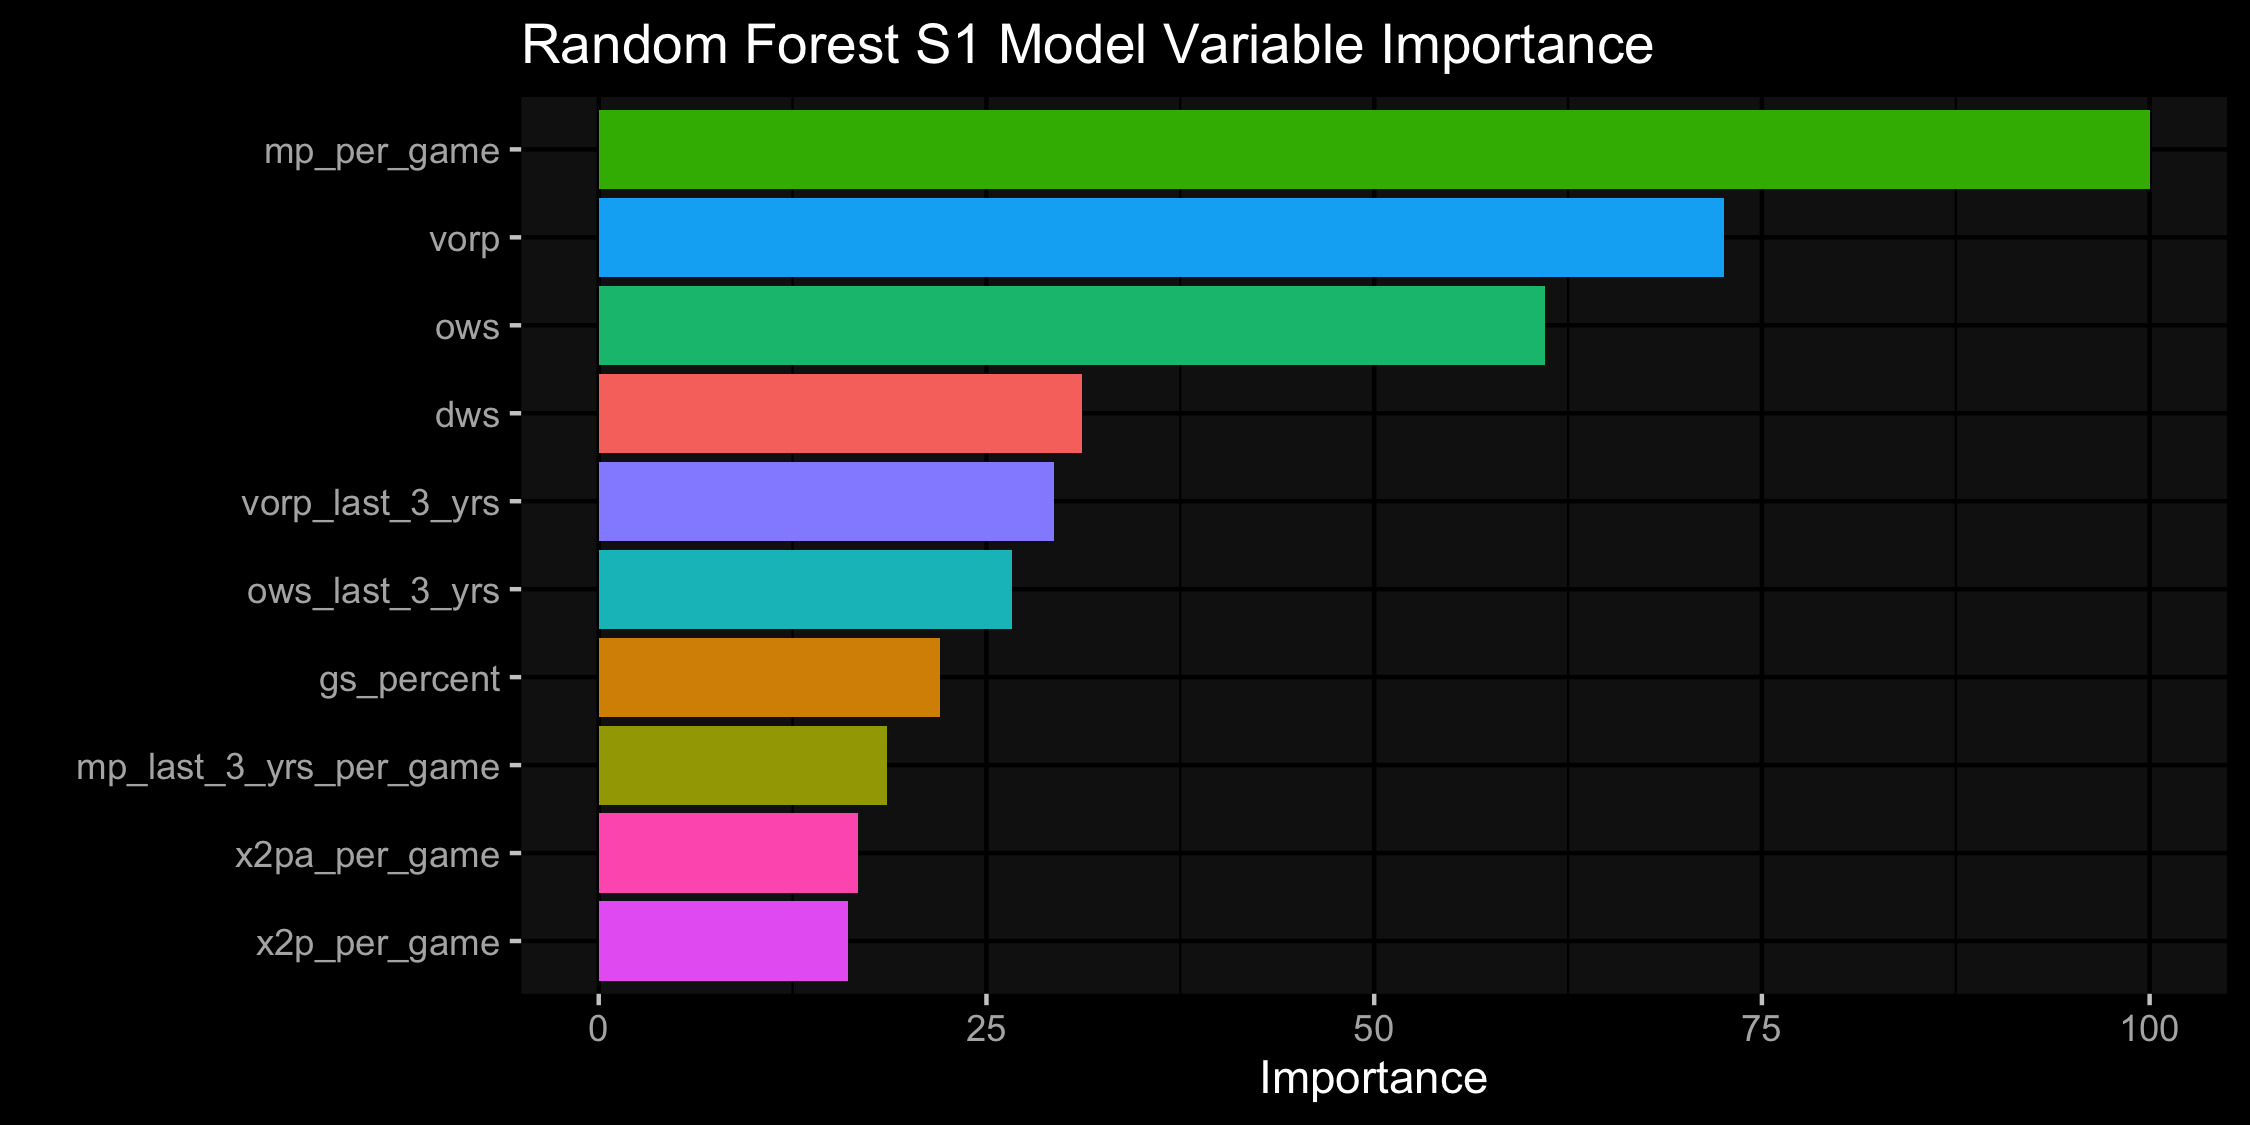 Random Forest S1 Model Variable Importance
mp_per_game
vorp
ows
dws
vorp_last_3_yrs
ows_last_3_yrs
gs_percent
mp_last_3_yrs_per_game
x2pa_per_game
x2p_per_game
0 25 50 75 100
Importance